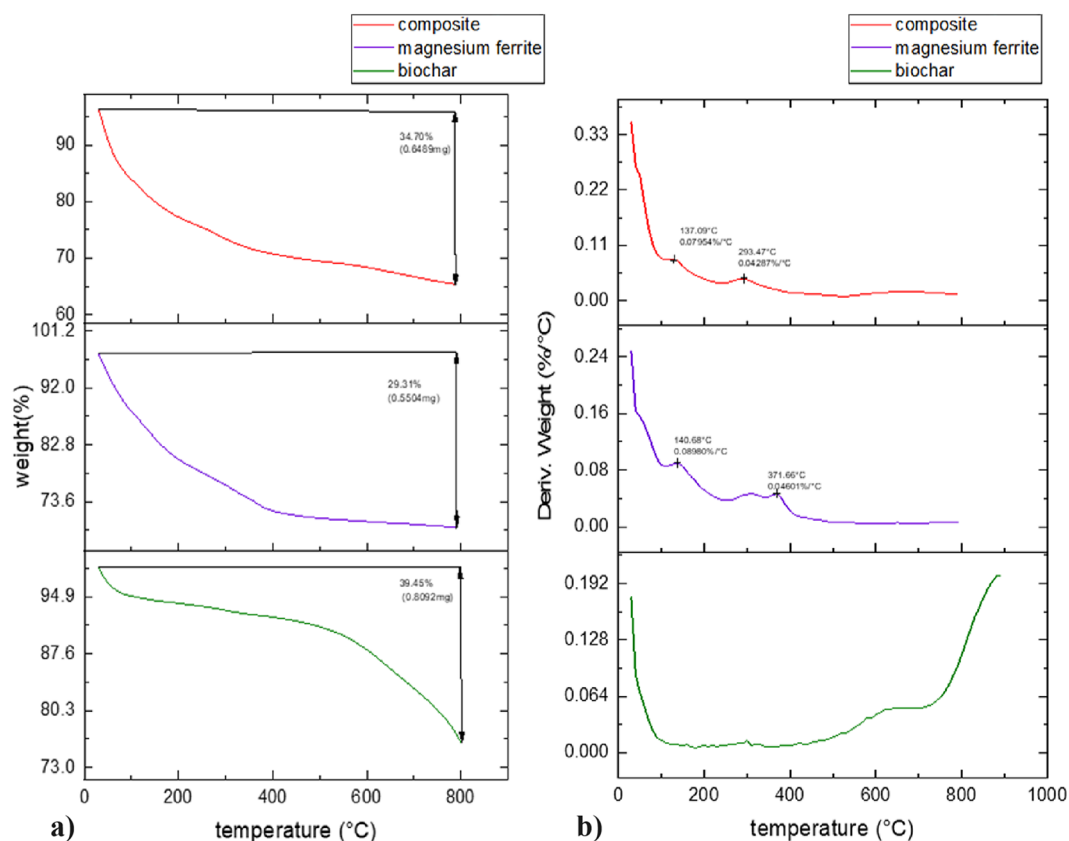 composite
magnesium ferrite
biochar
composite
magnesium ferrite
biochar
weight(%)
90
80
70
60
34.70%
(0.6489mg)
101.2
92.0
82.8
73.6
29.31%
(0.5504mg)
94.9
87.6
80.3
73.0
39.45%
(0.8092mg)
0
200
400
600
800
temperature (°C)
a)
Deriv. Weight (%/°C)
0.33
0.22
0.11
0.00
137.09°C
0.07954%/°C
293.47°C
0.04287%/°C
0.24
0.16
0.08
0.00
140.68°C
0.08980%/°C
371.66°C
0.04601%/°C
0.192
0.128
0.064
0.000
0
200
400
600
800
1000
temperature (°C)
b)